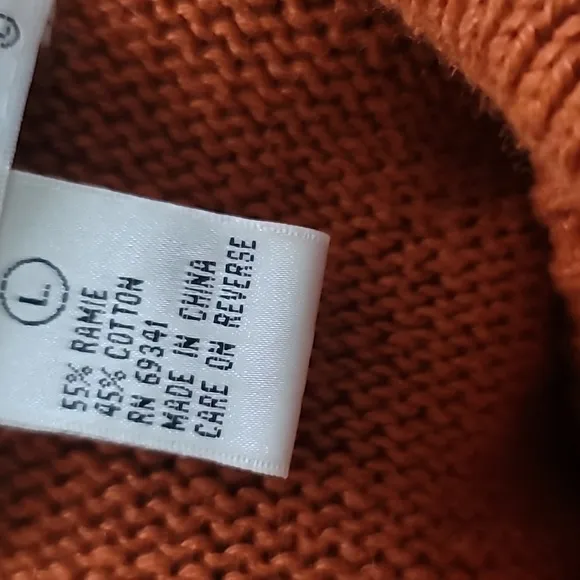 L
55% RAMIE
45% COTTON
RN 69341
MADE IN CHINA
CARE ON REVERSE